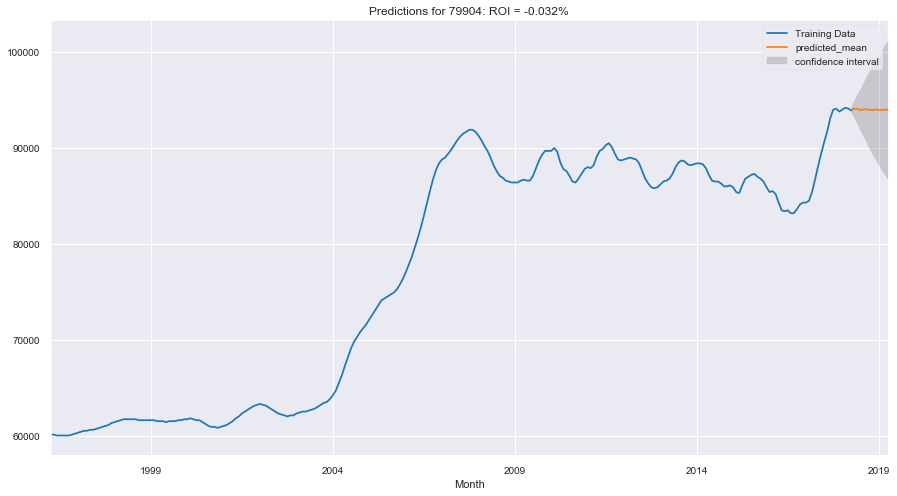 Predictions for 79904: ROI = -0.032%
Training Data
predicted_mean
confidence interval
100000
90000
80000
70000
60000
1999
2004
2009
2014
2019
Month